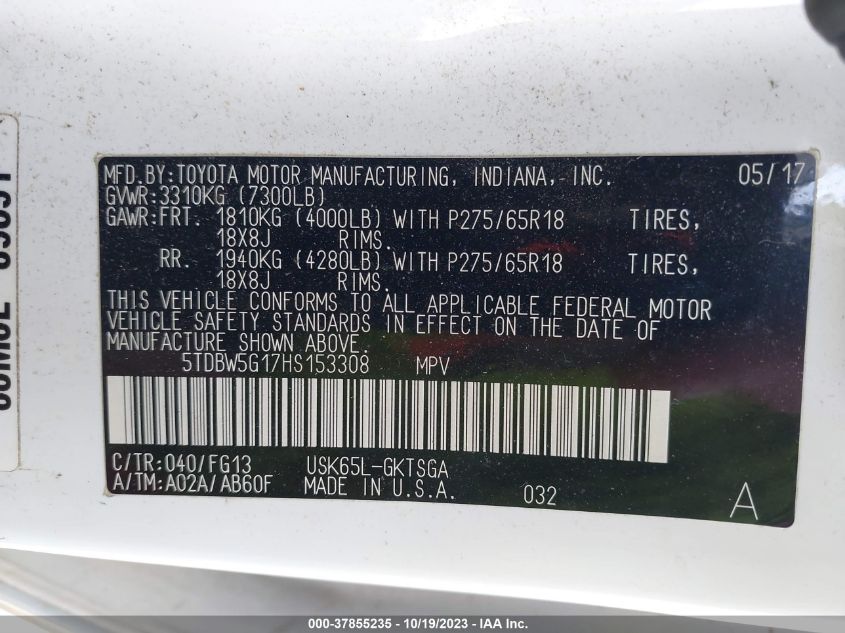 MFD.BY:TOYOTA MOTOR MANUFACTURING, INDIANA, INC. 05/17
GVWR:3310KG (7300LB)
GAWR:FRT. 1810KG (4000LB) WITH P275/65R18 TIRES,
18X8J RIMS.
RR. 1940KG (4280LB) WITH P275/65R18 TIRES,
18X8J RIMS.
THIS VEHICLE CONFORMS TO ALL APPLICABLE FEDERAL MOTOR
VEHICLE SAFETY STANDARDS IN EFFECT ON THE DATE OF
MANUFACTURE SHOWN ABOVE.
5TDBW5G17HS153308 MPV
C/TR:040/FG13 USK65L-GKTSGA
A/TM:A02A/AB60F MADE IN U.S.A. 032 A
000-37855235 - 10/19/2023 - IAA Inc.